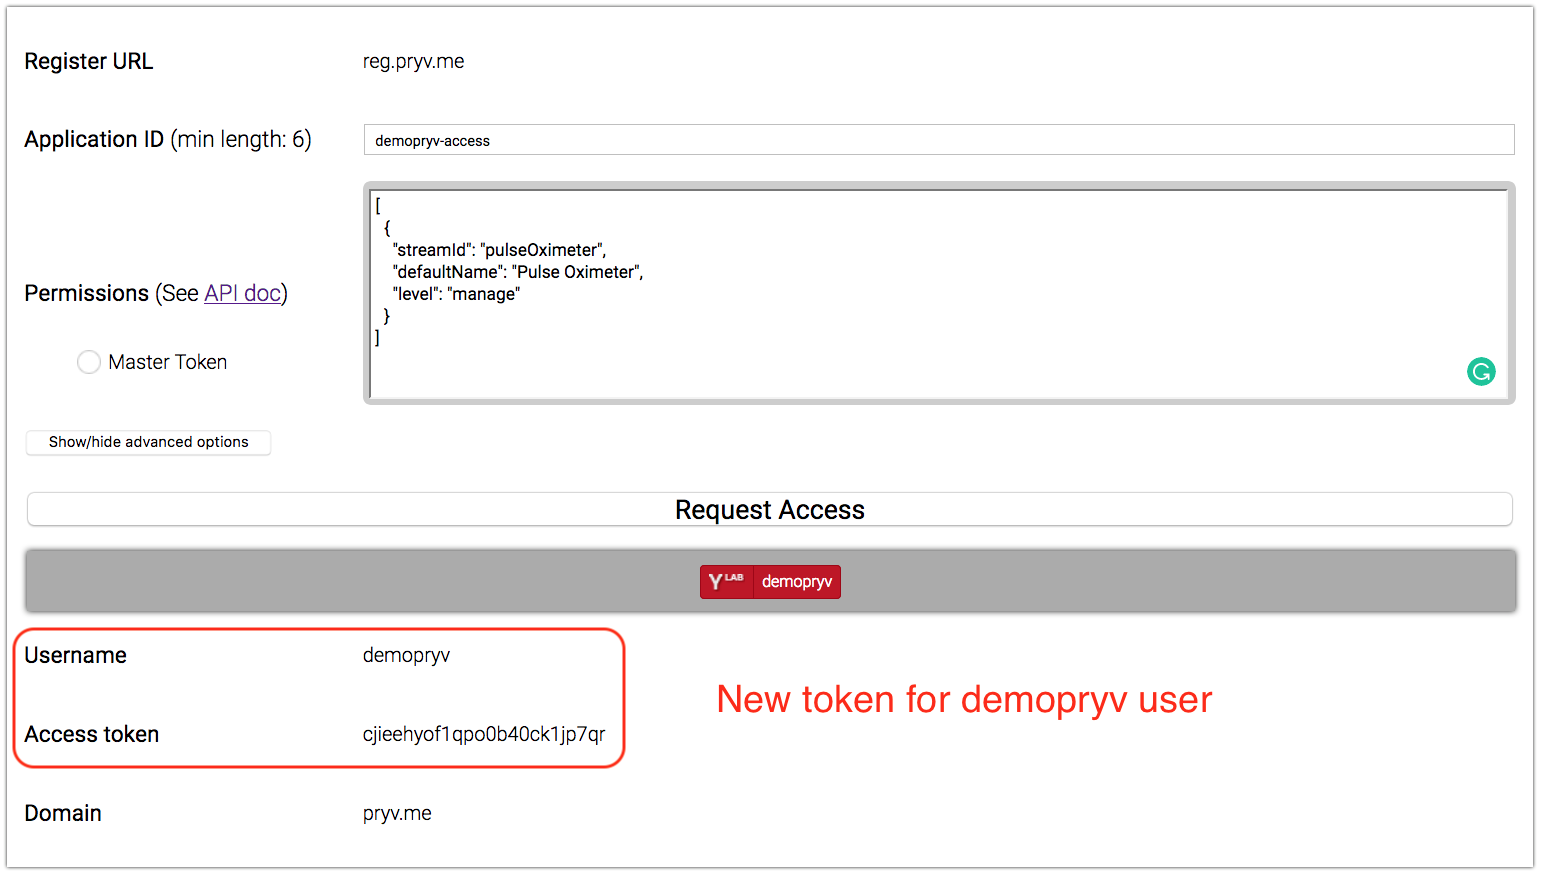 Register URL
reg.pryv.me
Application ID (min length: 6)
demopryv-access
Permissions (See API doc)
[
{
"streamId": "pulseOximeter",
"defaultName": "Pulse Oximeter",
"level": "manage"
}
]
Master Token
Show/hide advanced options
Request Access
Y LAB demopryv
Username
demopryv
New token for demopryv user
Access token
cjieehyof1qpo0b40ck1jp7qr
Domain
pryv.me